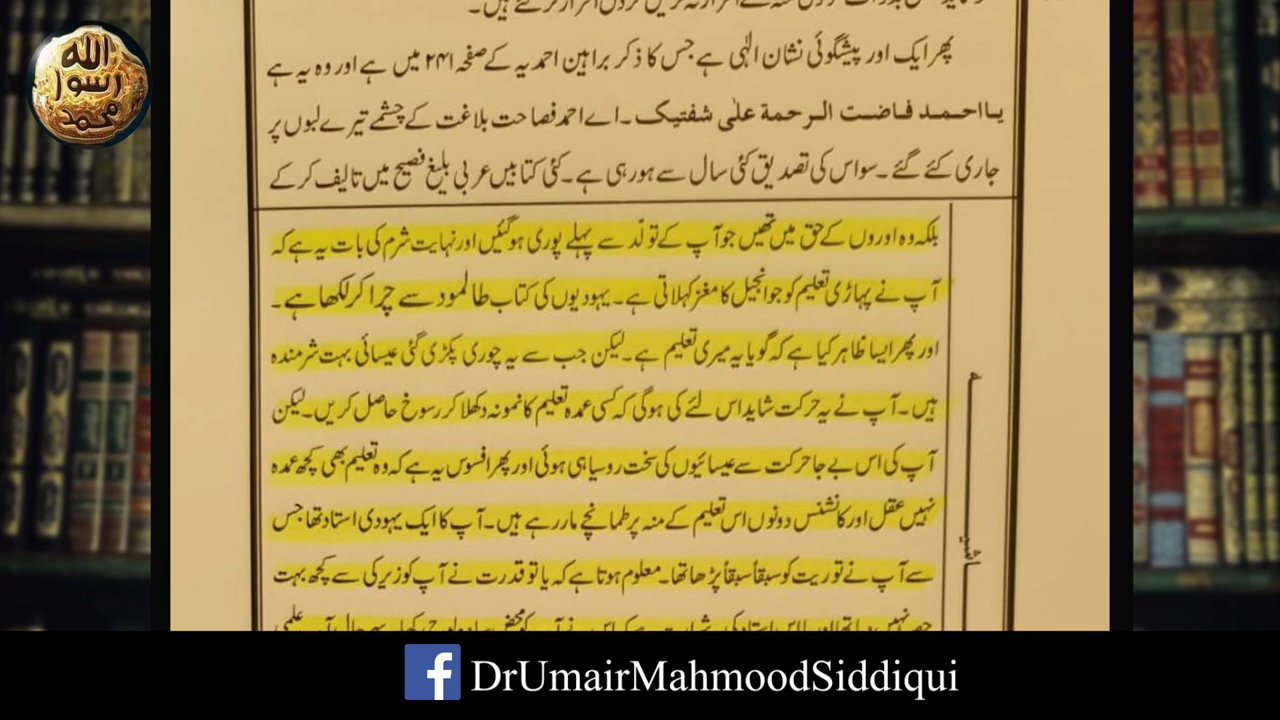 پھر ایک اور پیشگوئی نشان الٰہی ہے جس کا ذکر براہین احمدیہ کے صفحہ ۲۴۱ میں ہے اور وہ یہ ہے
یااحمد فاضت الرحمة علٰی شفتیک۔ اے احمد فصاحت بلاغت کے چشمے تیرے لبوں پر
جاری کئے گئے۔ سو اس کی تصدیق کئی سال سے ہو رہی ہے۔ کئی کتابیں عربی بلیغ فصیح میں تالیف کر کے
بلکہ وہ اوروں کے حق میں تھیں جو آپ کے تولّد سے پہلے پوری ہوگئیں اور نہایت شرم کی بات یہ ہے کہ
آپ نے پہاڑی تعلیم کو جو انجیل کا مغز کہلاتی ہے۔ یہودیوں کی کتاب طالمود سے چرا کر لکھا ہے۔
اور پھر ایسا ظاہر کیا ہے کہ گویا یہ میری تعلیم ہے۔ لیکن جب سے یہ چوری پکڑی گئی عیسائی بہت شرمندہ
ہیں۔ آپ نے یہ حرکت شاید اس لئے کی ہوگی کہ کسی عمدہ تعلیم کا نمونہ دکھلا کر رسوخ حاصل کریں۔ لیکن
آپ کی اس بے جا حرکت سے عیسائیوں کی سخت روسیاہی ہوئی اور پھر افسوس یہ ہے کہ وہ تعلیم بھی کچھ عمدہ
نہیں عقل اور کانشنس دونوں اس تعلیم کے منہ پر طمانچے مار رہے ہیں۔ آپ کا ایک یہودی استاد تھا جس
سے آپ نے توریت کو سبقاً سبقاً پڑھا تھا۔ معلوم ہوتا ہے کہ یا تو قدرت نے آپ کو زیرکی سے کچھ بہت
الله
رسول
محمد
f DrUmairMahmoodSiddiqui